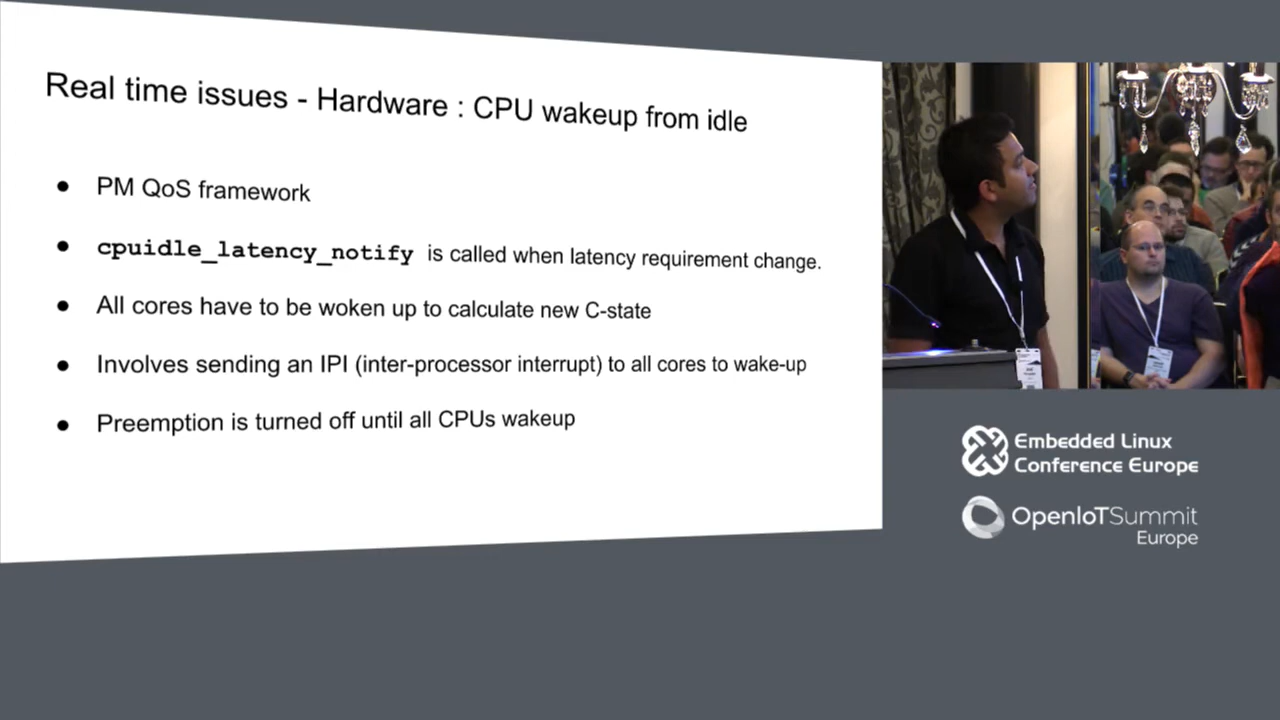 Real time issues - Hardware : CPU wakeup from idle
● PM QoS framework
● cpuidle_latency_notify is called when latency requirement change.
● All cores have to be woken up to calculate new C-state
● Involves sending an IPI (inter-processor interrupt) to all cores to wake-up
● Preemption is turned off until all CPUs wakeup
Embedded Linux
Conference Europe
OpenIoTSummit
Europe